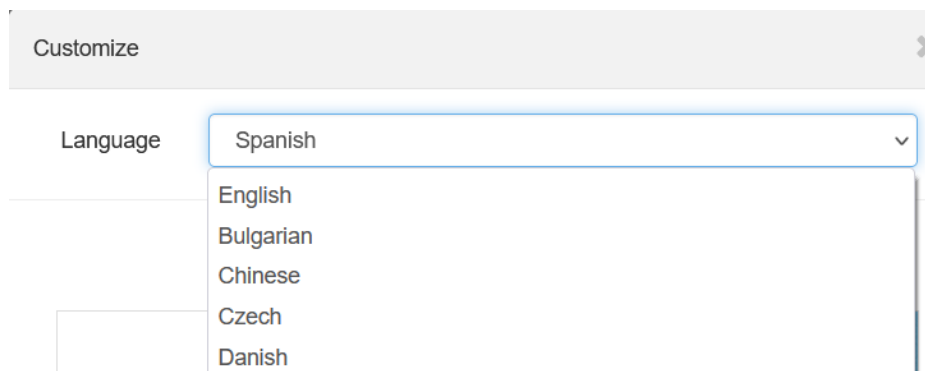 Customize
Language
Spanish
English
Bulgarian
Chinese
Czech
Danish